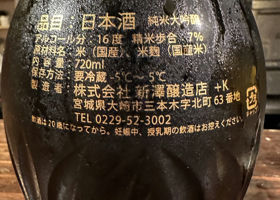 品目：日本酒 純米大吟醸
アルコール分：16度 精米歩合：7%
原材料名：米（国産）、米麹（国産米）
内容量：720ml
保存方法：要冷蔵 -5℃～5℃
製造者：株式会社 新澤醸造店 +K
宮城県大崎市三本木字北町63番地
TEL 0229-52-3002
飲酒は20歳になってから。妊娠中、授乳期の飲酒はお控えください。